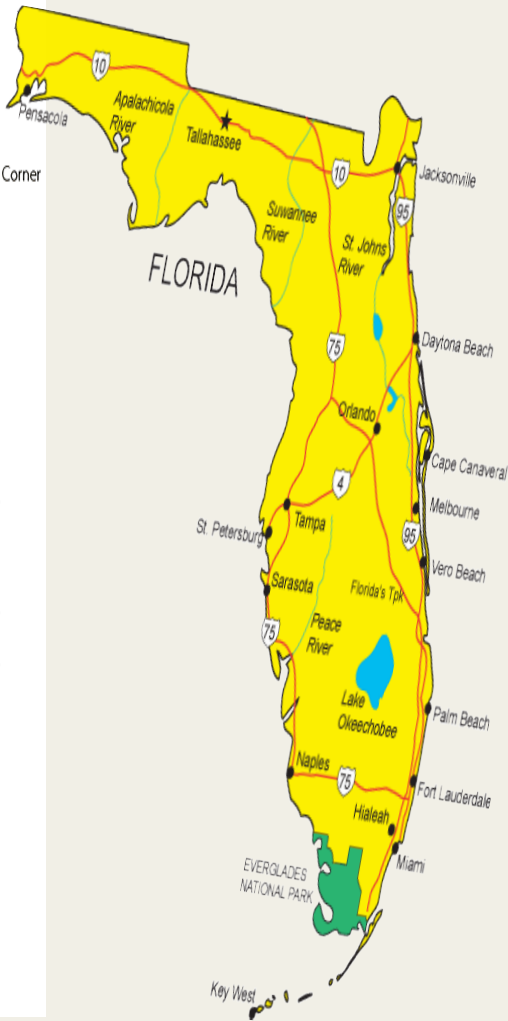 10
Pensacola
Apalachicola
River
Tallahassee
Corner
10
Jacksonville
95
Suwannee
River
St. Johns
River
FLORIDA
75
Daytona Beach
Orlando
Cape Canaveral
4
Melbourne
Tampa
St. Petersburg
95
Vero Beach
Sarasota
Florida's Tpk
75
Peace
River
Lake
Okeechobee
Palm Beach
Naples
75
Fort Lauderdale
Hialeah
Miami
EVERGLADES
NATIONAL PARK
Key West